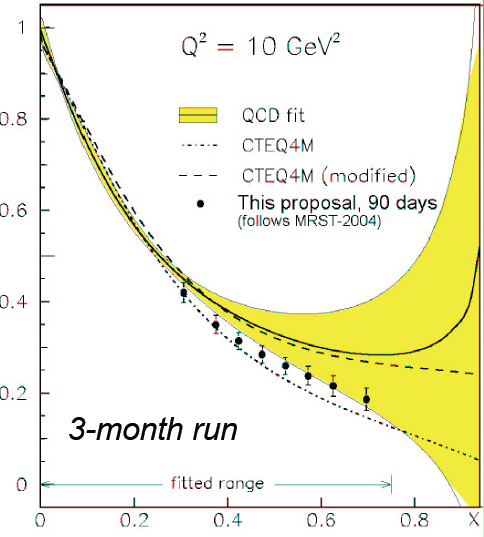 1
0.8
0.6
0.4
0.2
0
Q² = 10 GeV²
QCD fit
CTEQ4M
CTEQ4M (modified)
This proposal, 90 days
(follows MRST-2004)
3-month run
fitted range
0 0.2 0.4 0.6 0.8 X